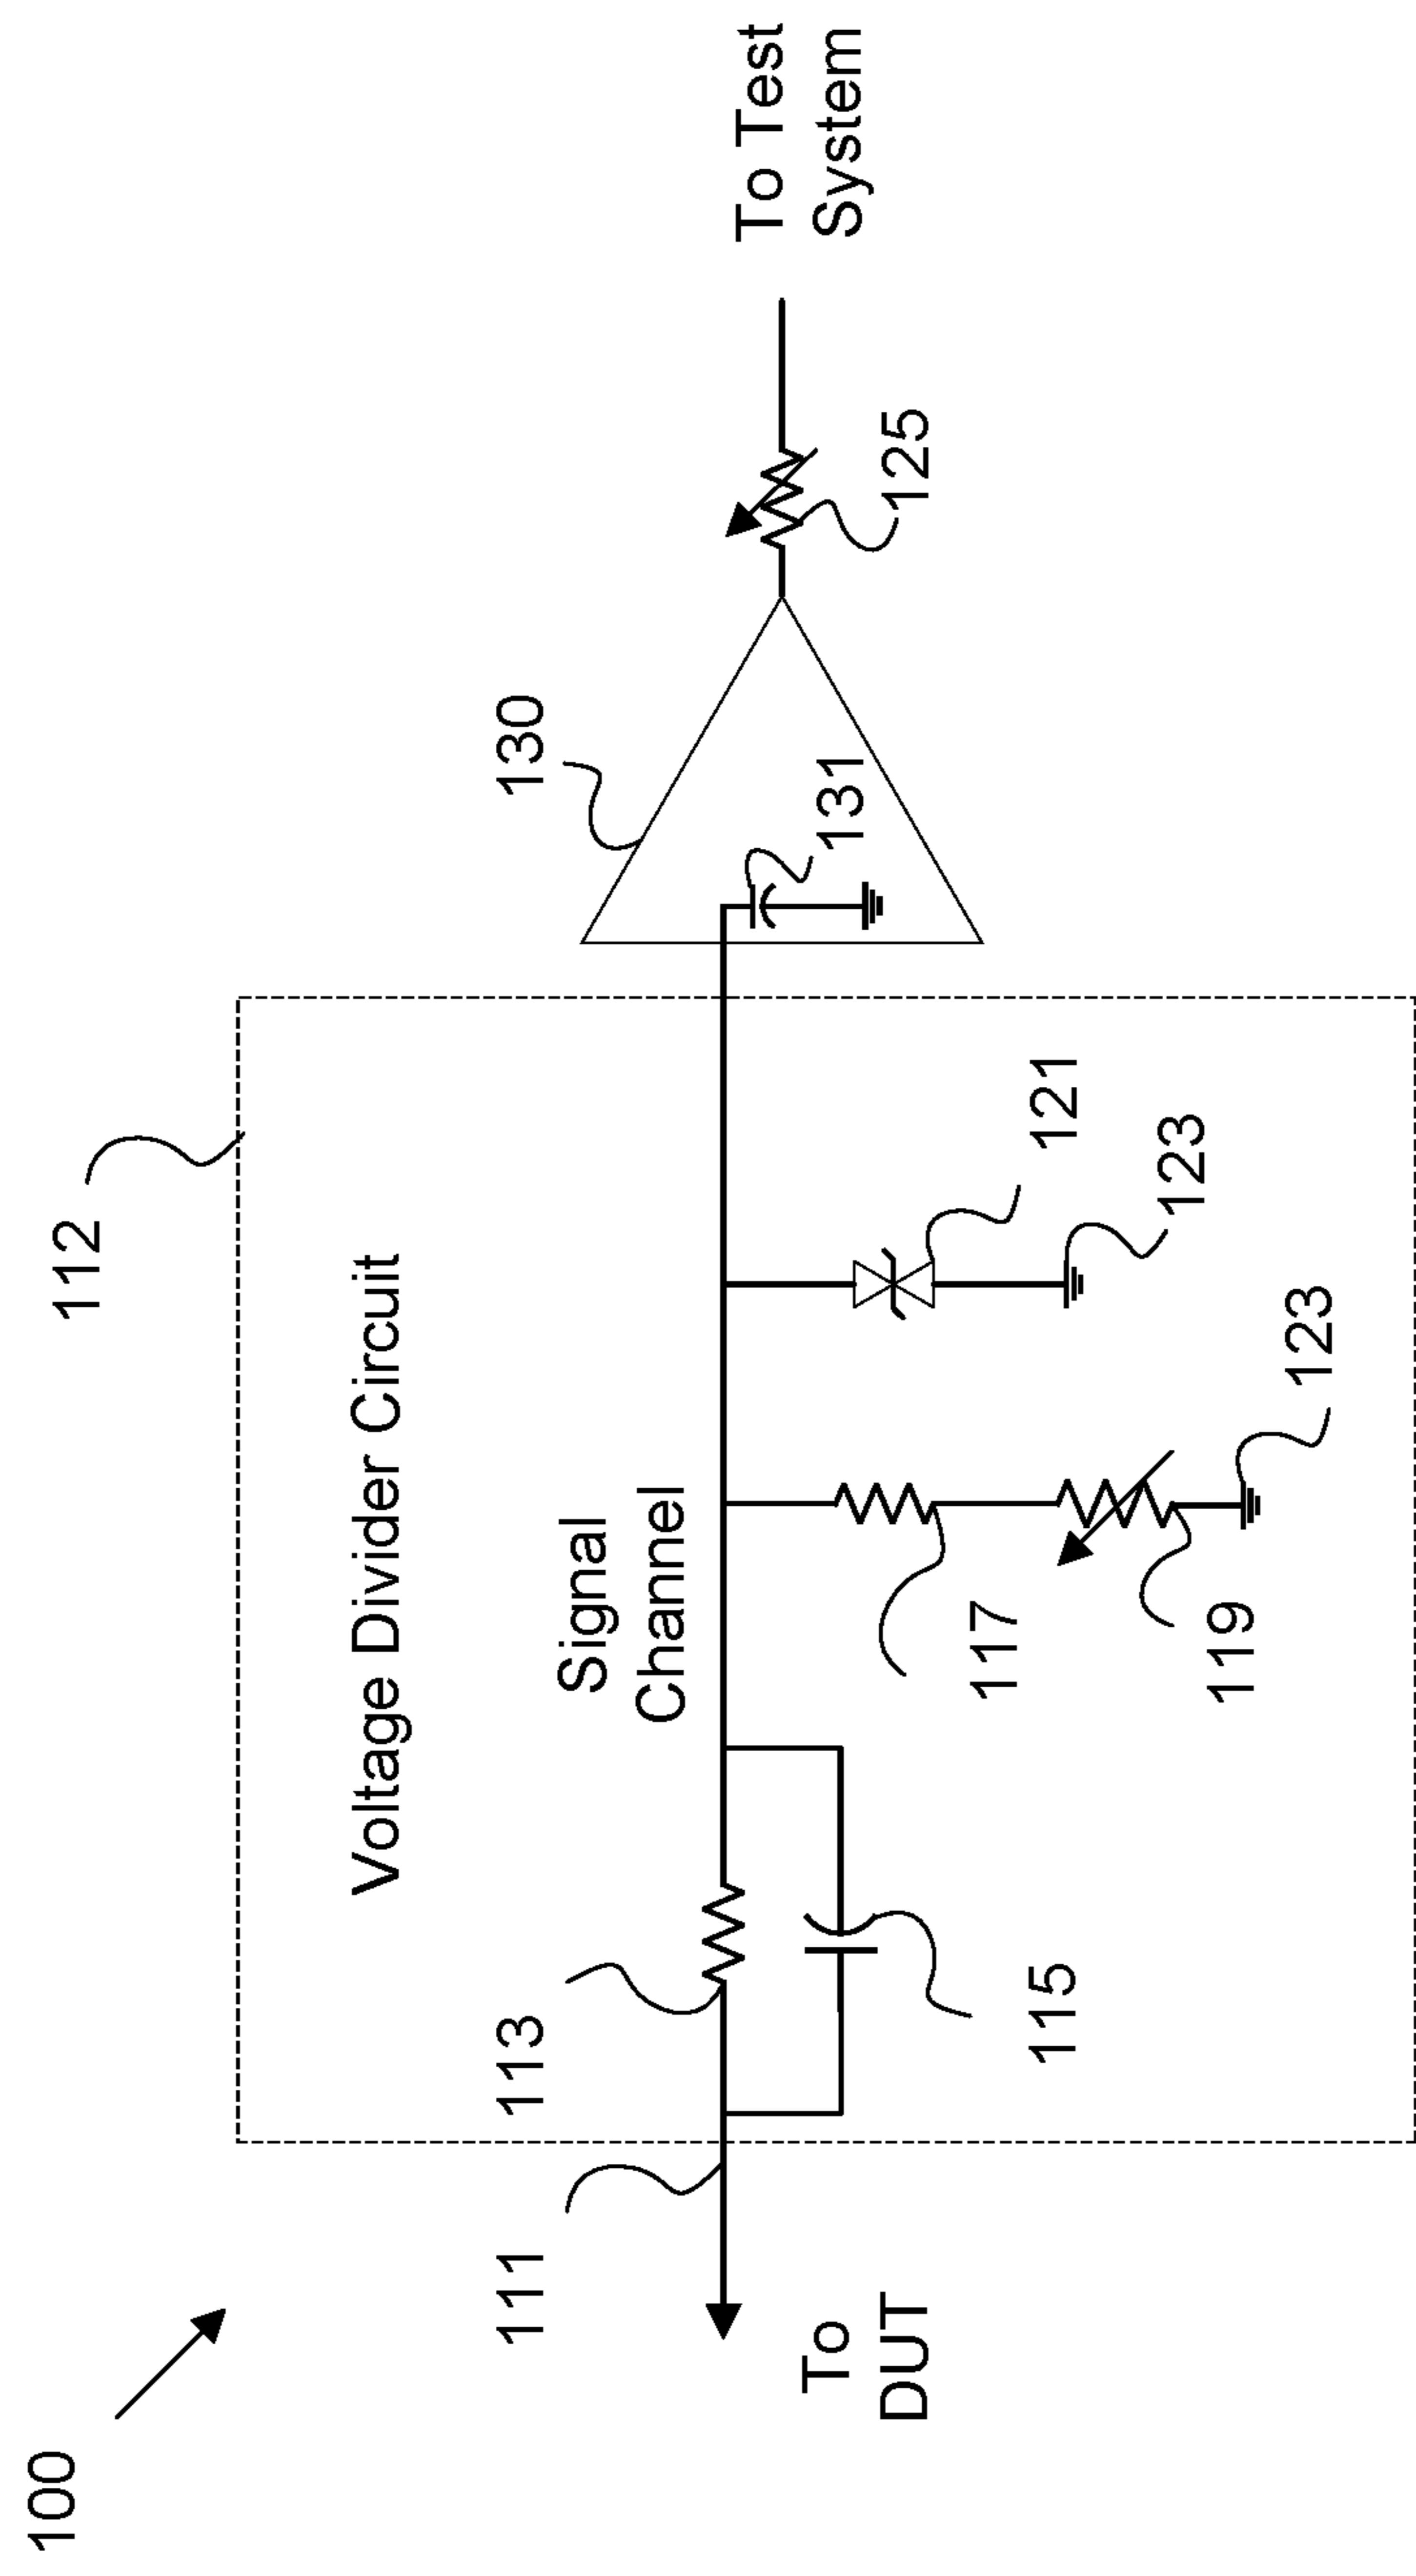 100
112
Voltage Divider Circuit
111
113
Signal
Channel
130
To Test
System
To
DUT
115
117
119
121
123
123
131
125